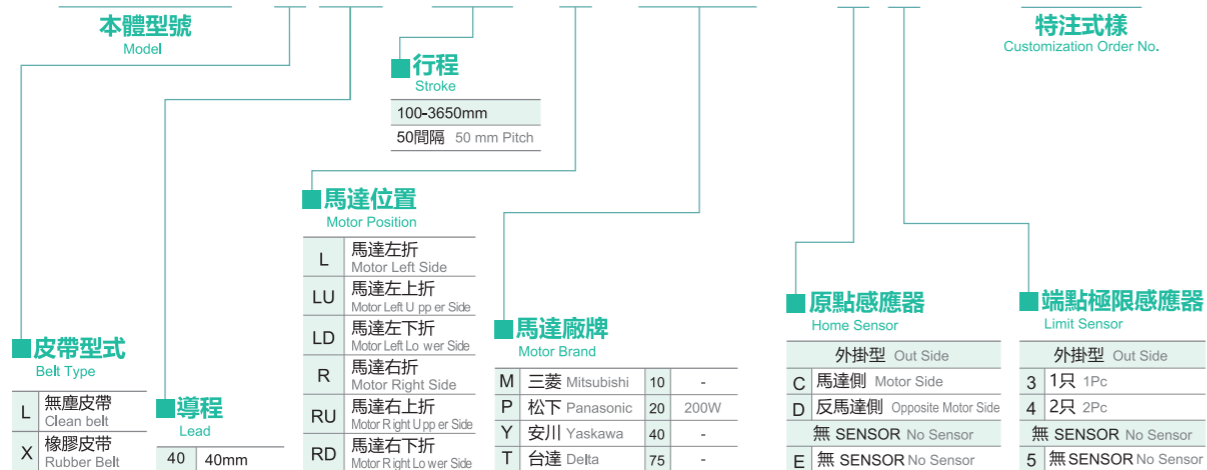 本體型號
Model
特注式樣
Customization Order No.
行程
Stroke
100-3650mm
50間隔 50 mm Pitch
馬達位置
Motor Position
L 馬達左折
Motor Left Side
LU 馬達左上折
Motor Left Upper Side
LD 馬達左下折
Motor Left Lower Side
R 馬達右折
Motor Right Side
RU 馬達右上折
Motor Right Upper Side
RD 馬達右下折
Motor Right Lower Side
皮帶型式
Belt Type
L 無塵皮帶
Clean belt
X 橡膠皮帶
Rubber Belt
導程
Lead
40 40mm
馬達廠牌
Motor Brand
M 三菱 Mitsubishi 10 -
P 松下 Panasonic 20 200W
Y 安川 Yaskawa 40 -
T 台達 Delta 75 -
原點感應器
Home Sensor
外掛型 Out Side
C 馬達側 Motor Side
D 反馬達側 Opposite Motor Side
無 SENSOR No Sensor
E 無 SENSOR No Sensor
端點極限感應器
Limit Sensor
外掛型 Out Side
3 1只 1Pc
4 2只 2Pc
無 SENSOR No Sensor
5 無SENSOR No Sensor